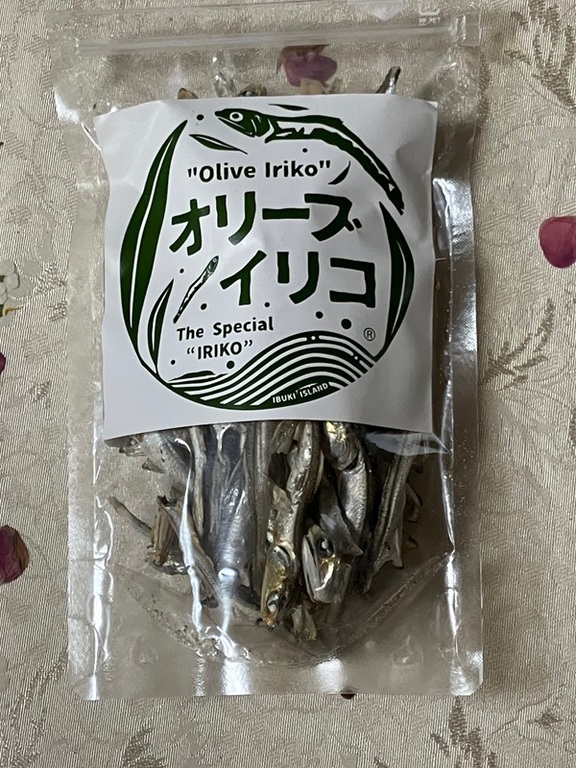 "Olive Iriko"
オリーブ
イリコ
The Special
“IRIKO”
®
IBUKI ISLAND